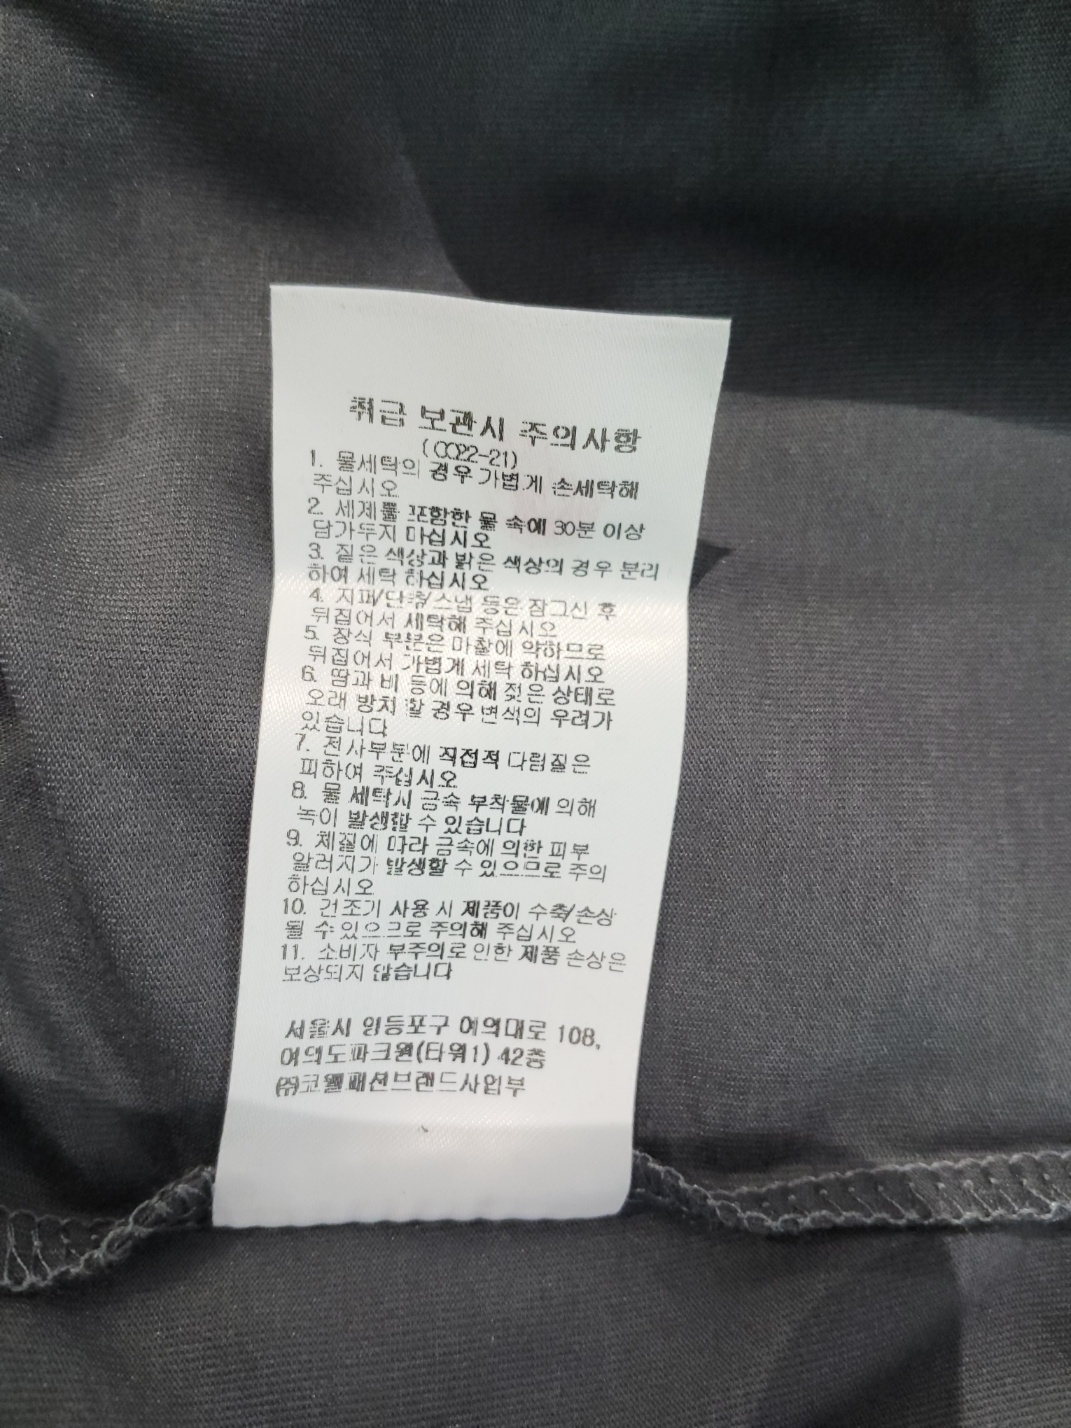 취급 보관시 주의사항
(CC22-21)
1. 물세탁의 경우 가볍게 손세탁해
주십시오
2. 세제를 포함한 물 속에 30분 이상
담가두지 마십시오
3. 짙은 색상과 밝은 색상의 경우 분리
하여 세탁 하십시오
4. 지퍼/단추/스냅 등은 잠그신 후
뒤집어서 세탁해 주십시오
5. 장식 부분은 마찰에 약하므로
뒤집어서 가볍게 세탁 하십시오
6. 땀과 비 등에 의해 젖은 상태로
오래 방치 할 경우 변색의 우려가
있습니다
7. 전사부분에 직접적 다림질은
피하여 주십시오
8. 물 세탁시 금속 부착물에 의해
녹이 발생할 수 있습니다
9. 체질에 따라 금속에 의한 피부
알러지가 발생할 수 있으므로 주의
하십시오
10. 건조기 사용 시 제품이 수축/손상
될 수 있으므로 주의해 주십시오
11. 소비자 부주의로 인한 제품 손상은
보상되지 않습니다
서울시 영등포구 여의대로 108,
여의도파크원(타워1) 42층
㈜코웰패션브랜드사업부